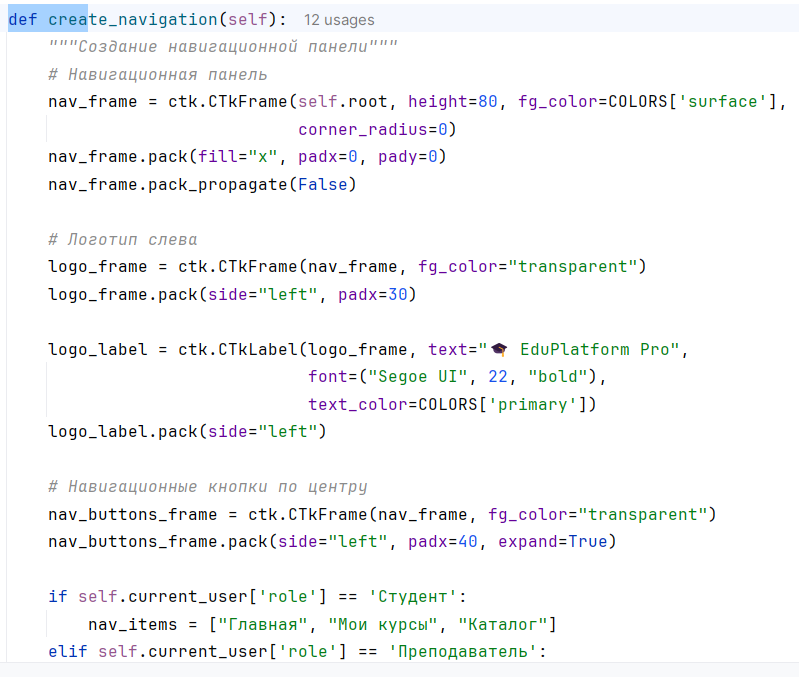 def create_navigation(self):   12 usages
    """Создание навигационной панели"""
    # Навигационная панель
    nav_frame = ctk.CTkFrame(self.root, height=80, fg_color=COLORS['surface'],
                             corner_radius=0)
    nav_frame.pack(fill="x", padx=0, pady=0)
    nav_frame.pack_propagate(False)

    # Логотип слева
    logo_frame = ctk.CTkFrame(nav_frame, fg_color="transparent")
    logo_frame.pack(side="left", padx=30)

    logo_label = ctk.CTkLabel(logo_frame, text="🎓 EduPlatform Pro",
                              font=("Segoe UI", 22, "bold"),
                              text_color=COLORS['primary'])
    logo_label.pack(side="left")

    # Навигационные кнопки по центру
    nav_buttons_frame = ctk.CTkFrame(nav_frame, fg_color="transparent")
    nav_buttons_frame.pack(side="left", padx=40, expand=True)

    if self.current_user['role'] == 'Студент':
        nav_items = ["Главная", "Мои курсы", "Каталог"]
    elif self.current_user['role'] == 'Преподаватель':